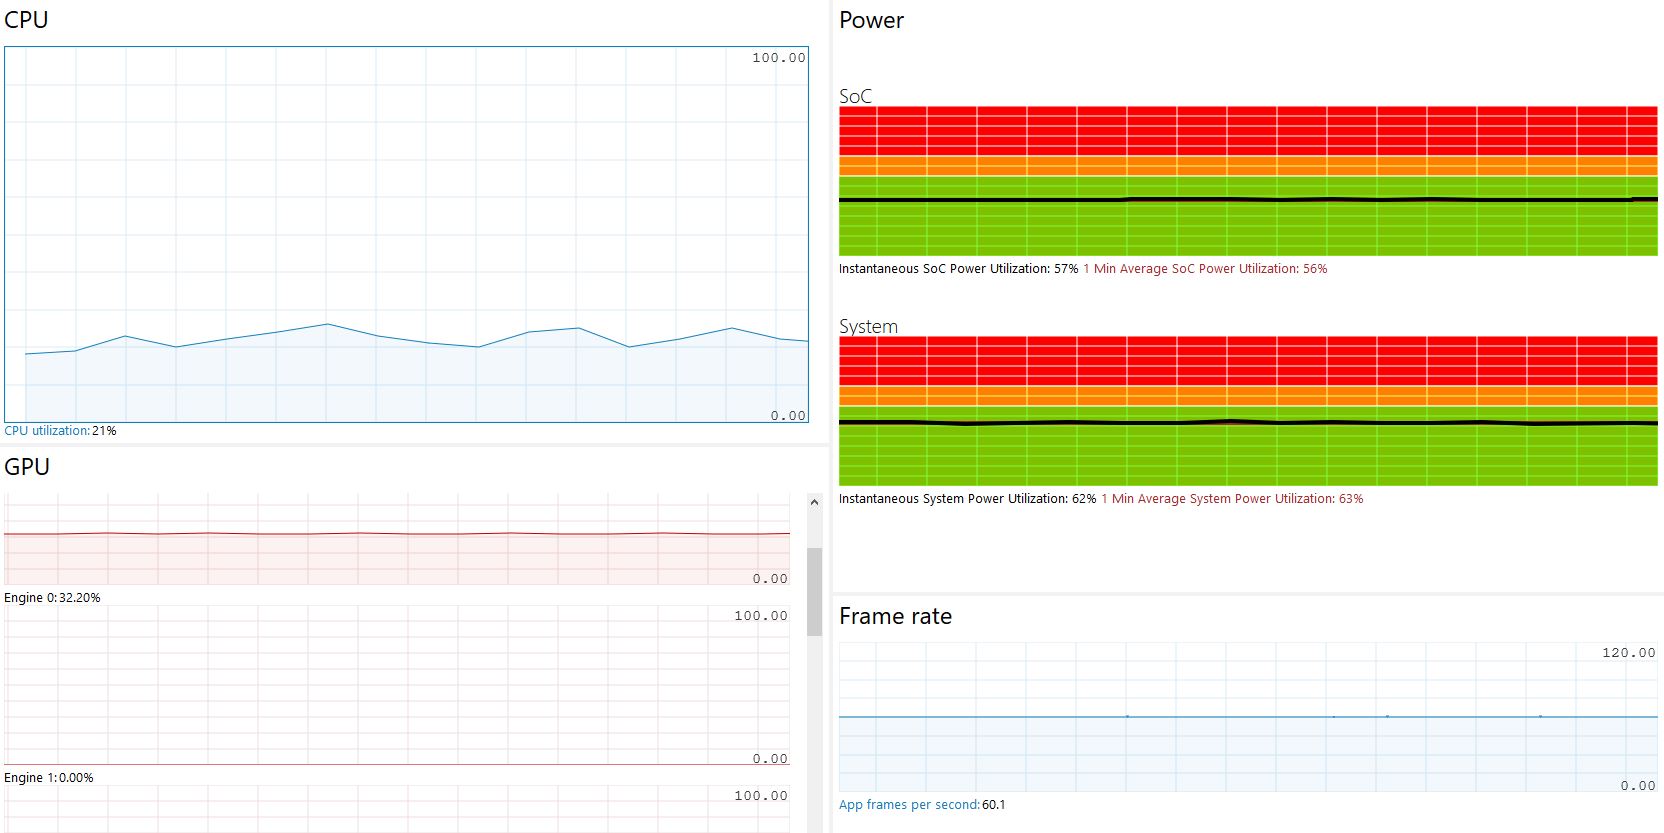 CPU
100.00
0.00
CPU utilization: 21%
GPU
0.00
Engine 0: 32.20%
100.00
0.00
Engine 1: 0.00%
100.00
Power
SoC
Instantaneous SoC Power Utilization: 57% 1 Min Average SoC Power Utilization: 56%
System
Instantaneous System Power Utilization: 62% 1 Min Average System Power Utilization: 63%
Frame rate
120.00
0.00
App frames per second: 60.1